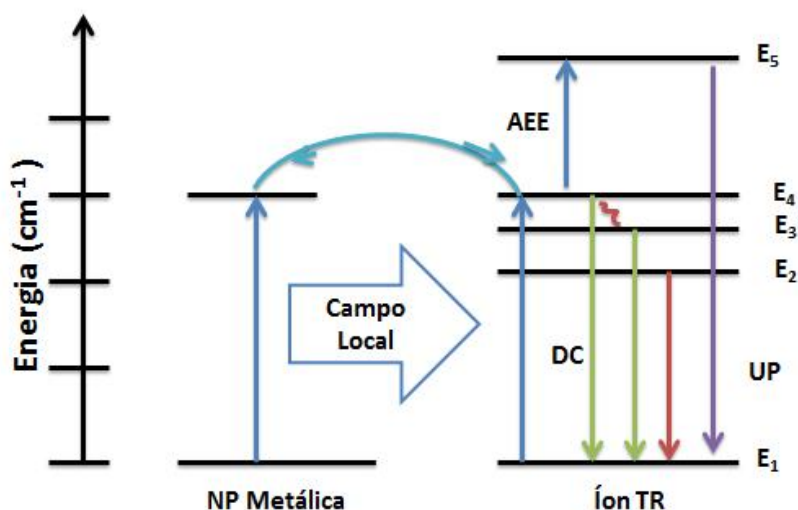 Energia (cm⁻¹)
E₅
AEE
E₄
E₃
E₂
Campo
Local
DC
UP
E₁
NP Metálica
Íon TR